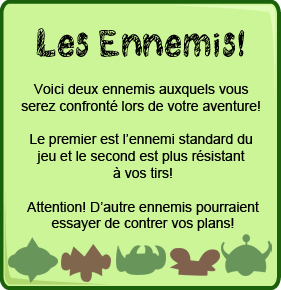 Les Ennemis!
Voici deux ennemis auxquels vous
serez confronté lors de votre aventure!
Le premier est l'ennemi standard du
jeu et le second est plus résistant
à vos tirs!
Attention! D'autre ennemis pourraient
essayer de contrer vos plans!